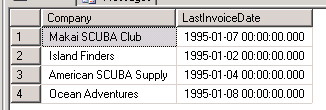 Company LastInvoiceDate
1 Makai SCUBA Club 1995-01-07 00:00:00.000
2 Island Finders 1995-01-02 00:00:00.000
3 American SCUBA Supply 1995-01-04 00:00:00.000
4 Ocean Adventures 1995-01-08 00:00:00.000